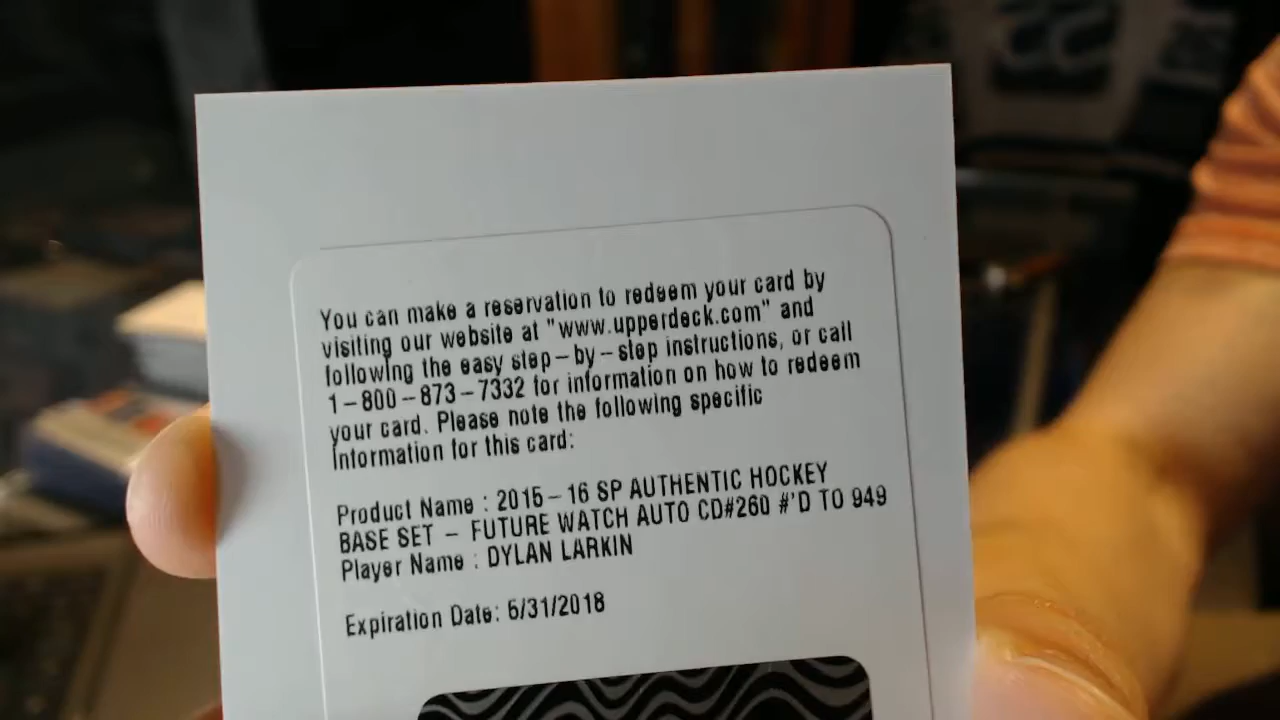 You can make a reservation to redeem your card by
visiting our website at "www.upperdeck.com" and
following the easy step-by-step instructions, or call
1-800-873-7332 for information on how to redeem
your card. Please note the following specific
information for this card:
Product Name : 2015-16 SP AUTHENTIC HOCKEY
BASE SET - FUTURE WATCH AUTO CD#260 #'D TO 949
Player Name : DYLAN LARKIN
Expiration Date: 5/31/2018